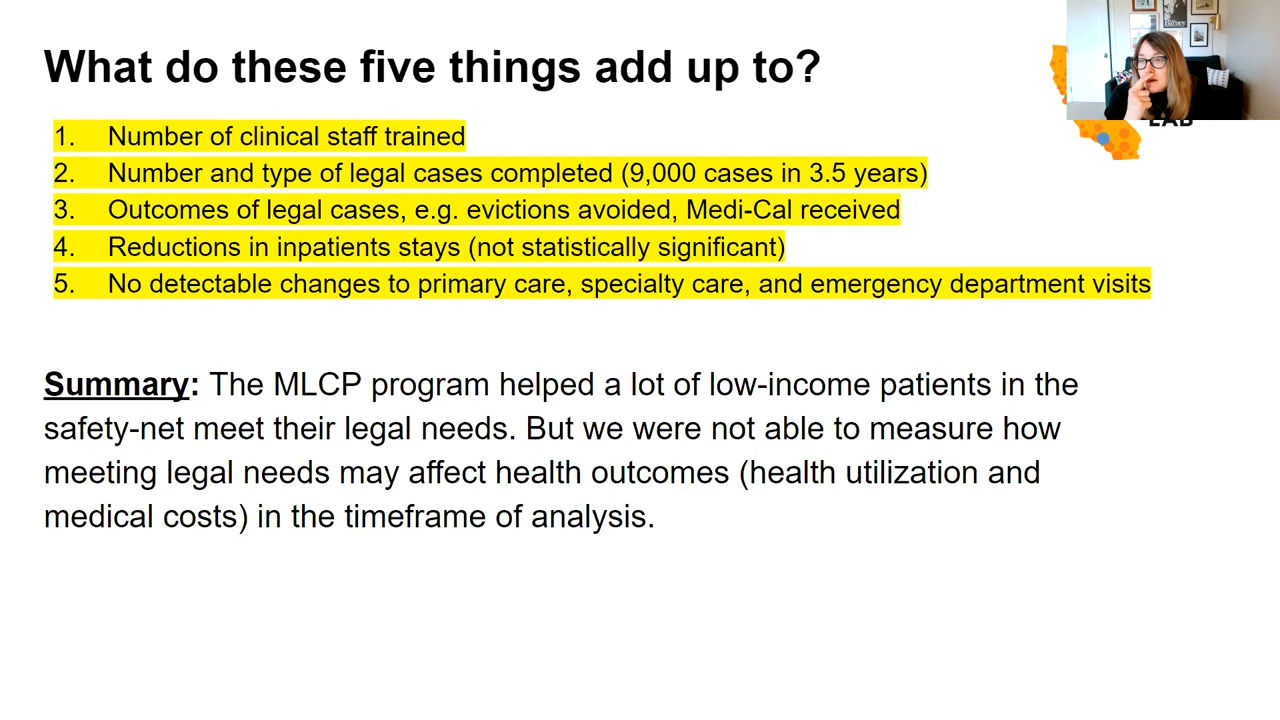 What do these five things add up to?
1. Number of clinical staff trained
2. Number and type of legal cases completed (9,000 cases in 3.5 years)
3. Outcomes of legal cases, e.g. evictions avoided, Medi-Cal received
4. Reductions in inpatients stays (not statistically significant)
5. No detectable changes to primary care, specialty care, and emergency department visits
LAB
Summary: The MLCP program helped a lot of low-income patients in the
safety-net meet their legal needs. But we were not able to measure how
meeting legal needs may affect health outcomes (health utilization and
medical costs) in the timeframe of analysis.